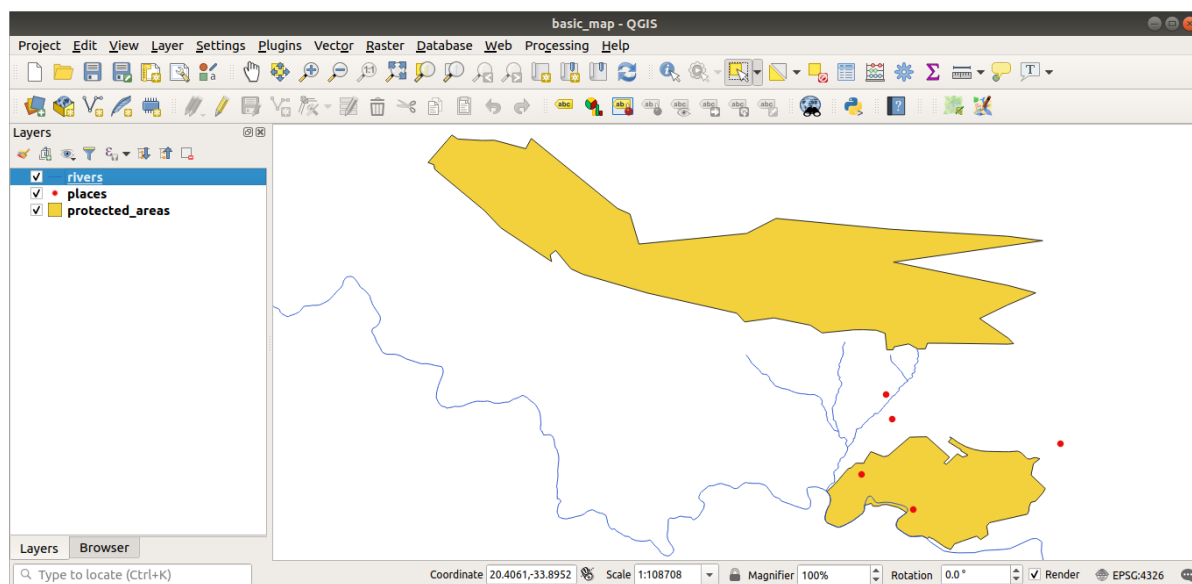 basic_map - QGIS
Project Edit View Layer Settings Plugins Vector Raster Database Web Processing Help
Layers
rivers
places
protected_areas
Layers Browser
Type to locate (Ctrl+K) Coordinate 20.4061,-33.8952 Scale 1:108708 Magnifier 100% Rotation 0.0 ° Render EPSG:4326